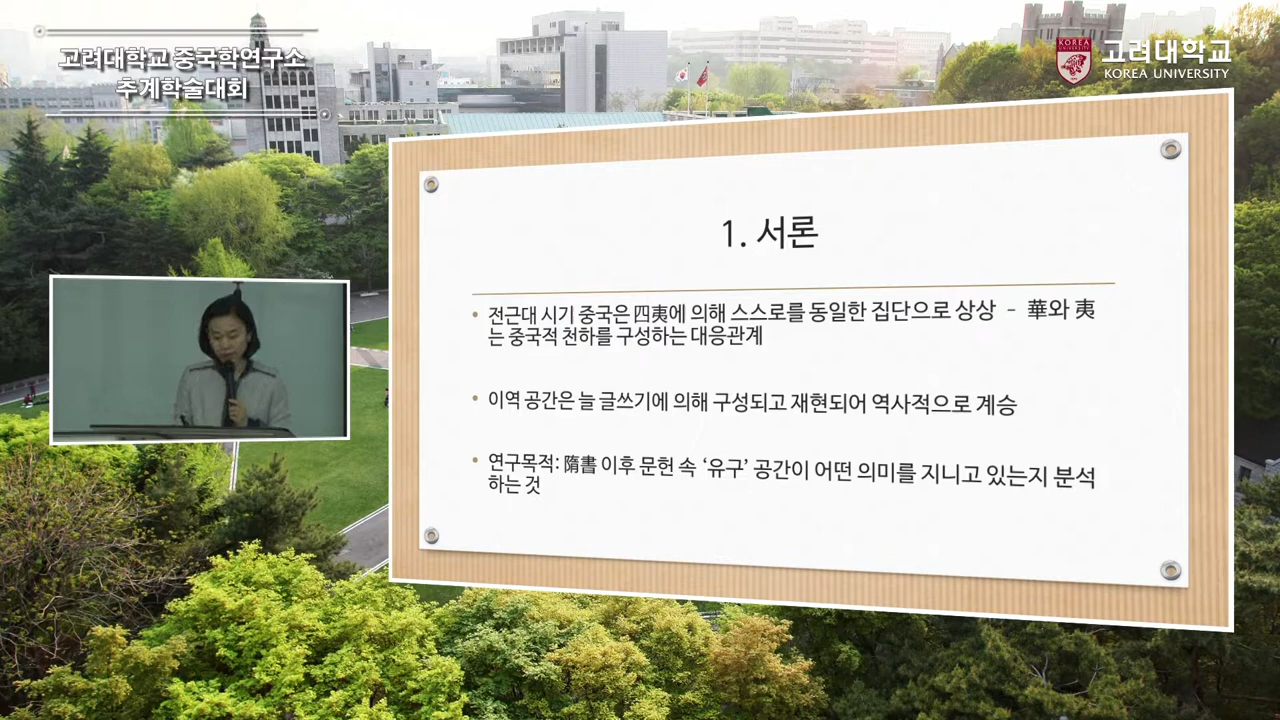 고려대학교 중국학연구소
추계학술대회
KOREA
고려대학교
KOREA UNIVERSITY
1. 서론
• 전근대 시기 중국은 四夷에 의해 스스로를 동일한 집단으로 상상 – 華와 夷
는 중국적 천하를 구성하는 대응관계
• 이역 공간은 늘 글쓰기에 의해 구성되고 재현되어 역사적으로 계승
• 연구목적: 隋書 이후 문헌 속 ‘유구’ 공간이 어떤 의미를 지니고 있는지 분석
하는 것